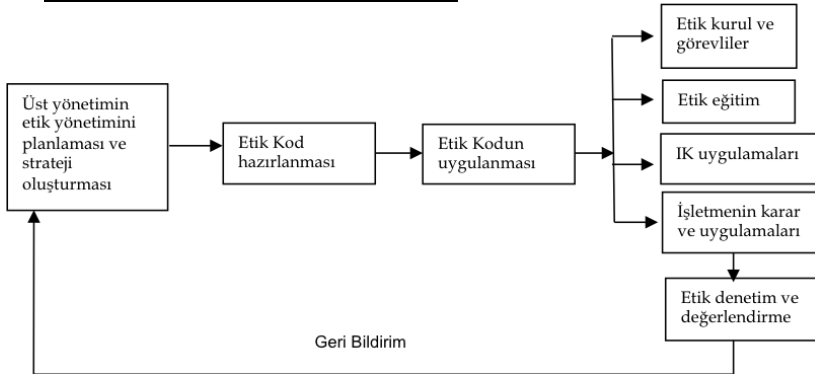 Üst yönetimin
etik yönetimini
planlaması ve
strateji
oluşturması
Etik Kod
hazırlanması
Etik Kodun
uygulanması
Etik kurul ve
görevliler
Etik eğitim
IK uygulamaları
İşletmenin karar
ve uygulamaları
Etik denetim ve
değerlendirme
Geri Bildirim